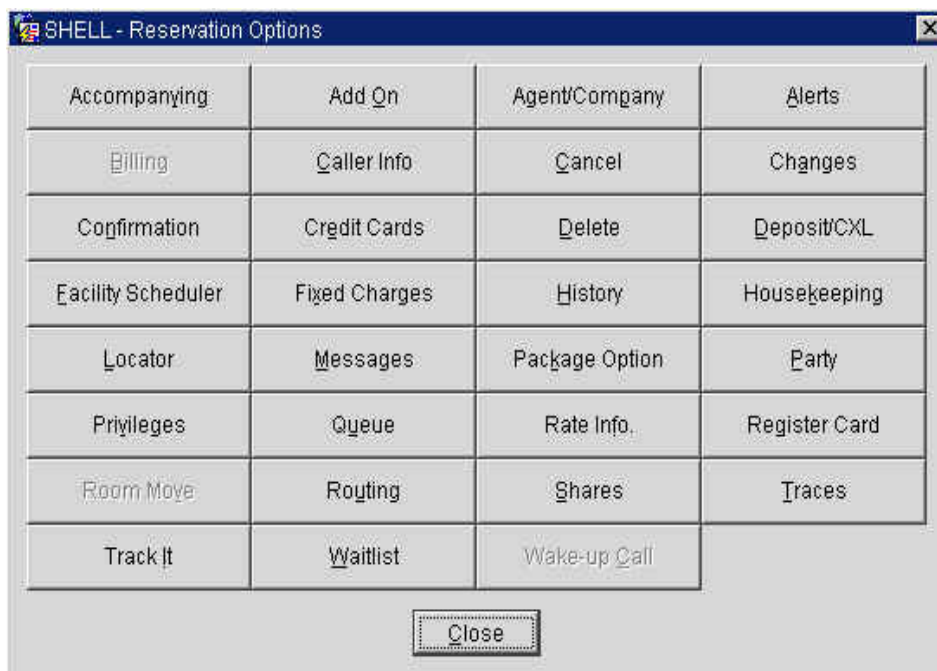 SHELL - Reservation Options
Accompanying Add On Agent/Company Alerts
Billing Caller Info Cancel Changes
Confirmation Credit Cards Delete Deposit/CXL
Facility Scheduler Fixed Charges History Housekeeping
Locator Messages Package Option Party
Privileges Queue Rate Info. Register Card
Room Move Routing Shares Traces
Track It Waitlist Wake-up Call
Close